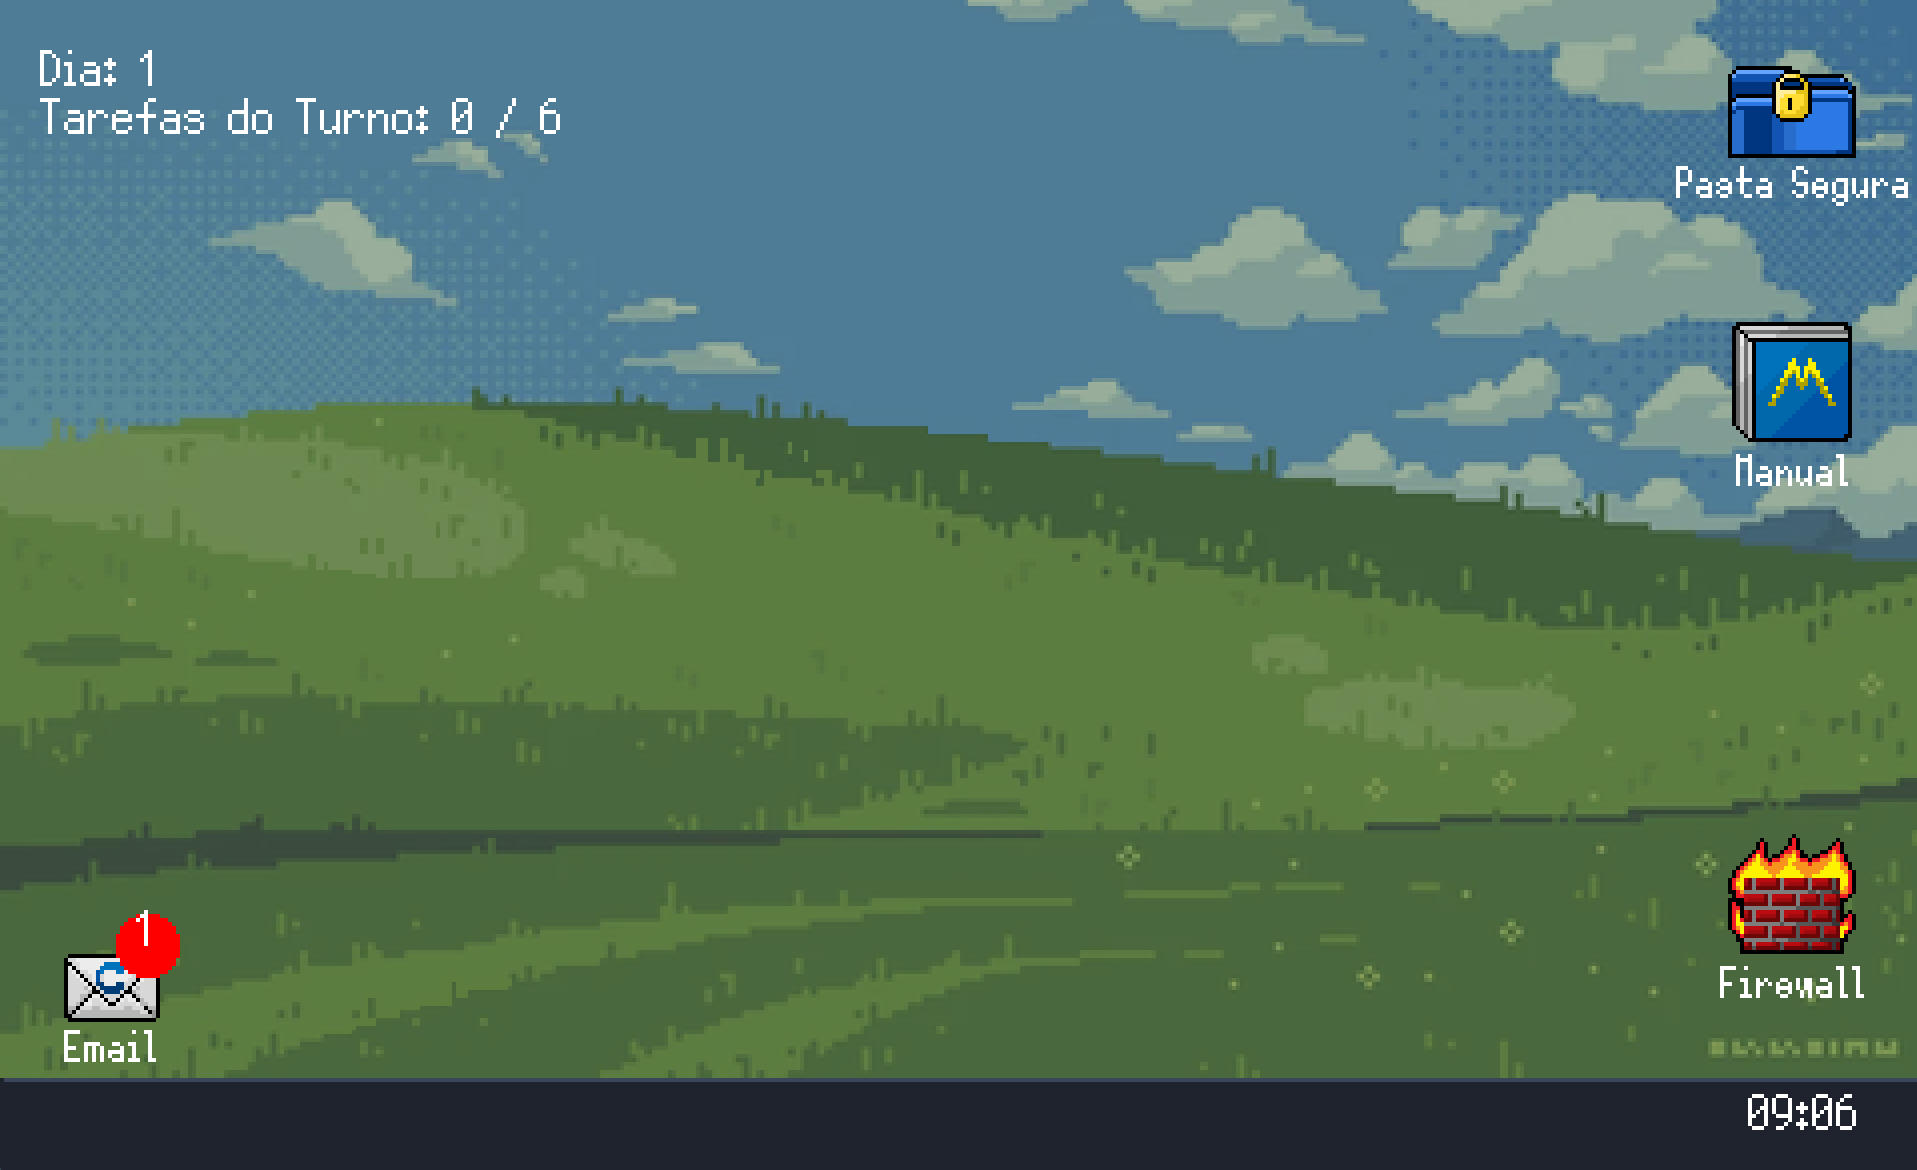 Dia: 1
Tarefas do Turno: 0 / 6
Pasta Segura
Manual
Firewall
1
Email
09:06